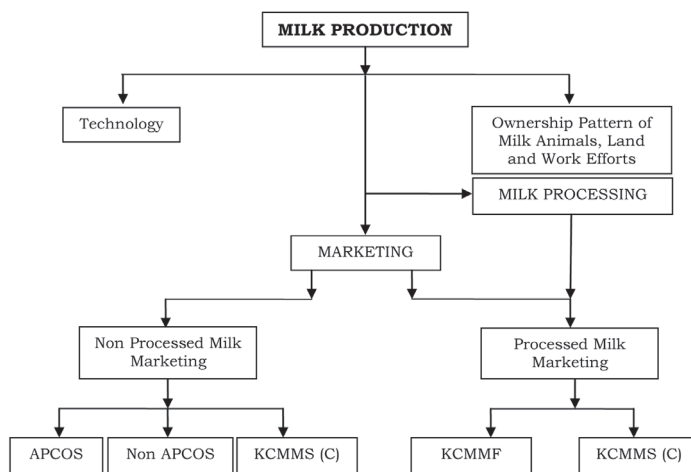 MILK PRODUCTION
Technology
Ownership Pattern of
Milk Animals, Land
and Work Efforts
MILK PROCESSING
MARKETING
Non Processed Milk
Marketing
Processed Milk
Marketing
APCOS
Non APCOS
KCMMS (C)
KCMMF
KCMMS (C)